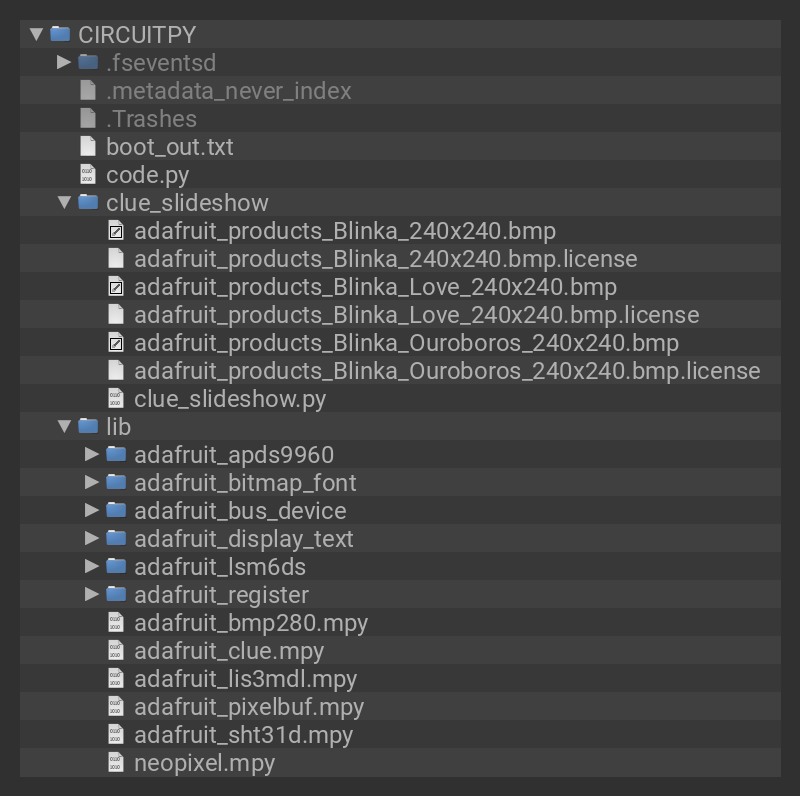 CIRCUITPY
.fseventsd
.metadata_never_index
.Trashes
boot_out.txt
code.py
clue_slideshow
adafruit_products_Blinka_240x240.bmp
adafruit_products_Blinka_240x240.bmp.license
adafruit_products_Blinka_Love_240x240.bmp
adafruit_products_Blinka_Love_240x240.bmp.license
adafruit_products_Blinka_Ouroboros_240x240.bmp
adafruit_products_Blinka_Ouroboros_240x240.bmp.license
clue_slideshow.py
lib
adafruit_apds9960
adafruit_bitmap_font
adafruit_bus_device
adafruit_display_text
adafruit_lsm6ds
adafruit_register
adafruit_bmp280.mpy
adafruit_clue.mpy
adafruit_lis3mdl.mpy
adafruit_pixelbuf.mpy
adafruit_sht31d.mpy
neopixel.mpy